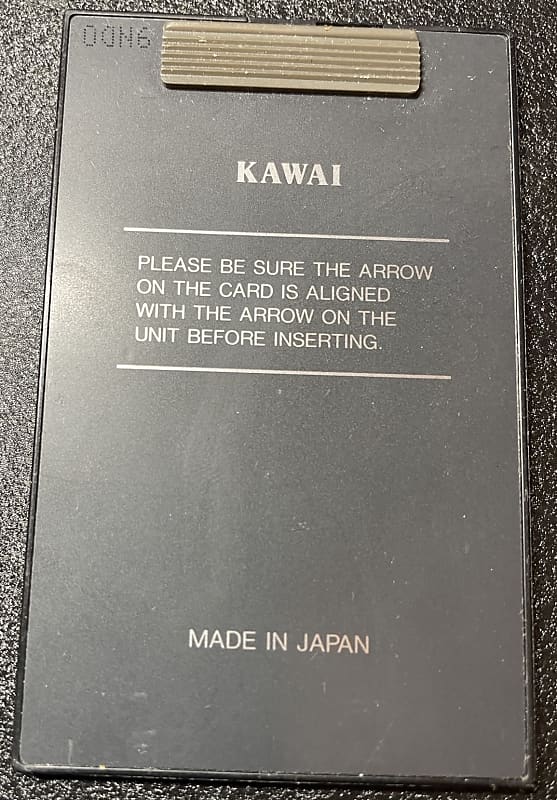 00N6
KAWAI
PLEASE BE SURE THE ARROW
ON THE CARD IS ALIGNED
WITH THE ARROW ON THE
UNIT BEFORE INSERTING.
MADE IN JAPAN